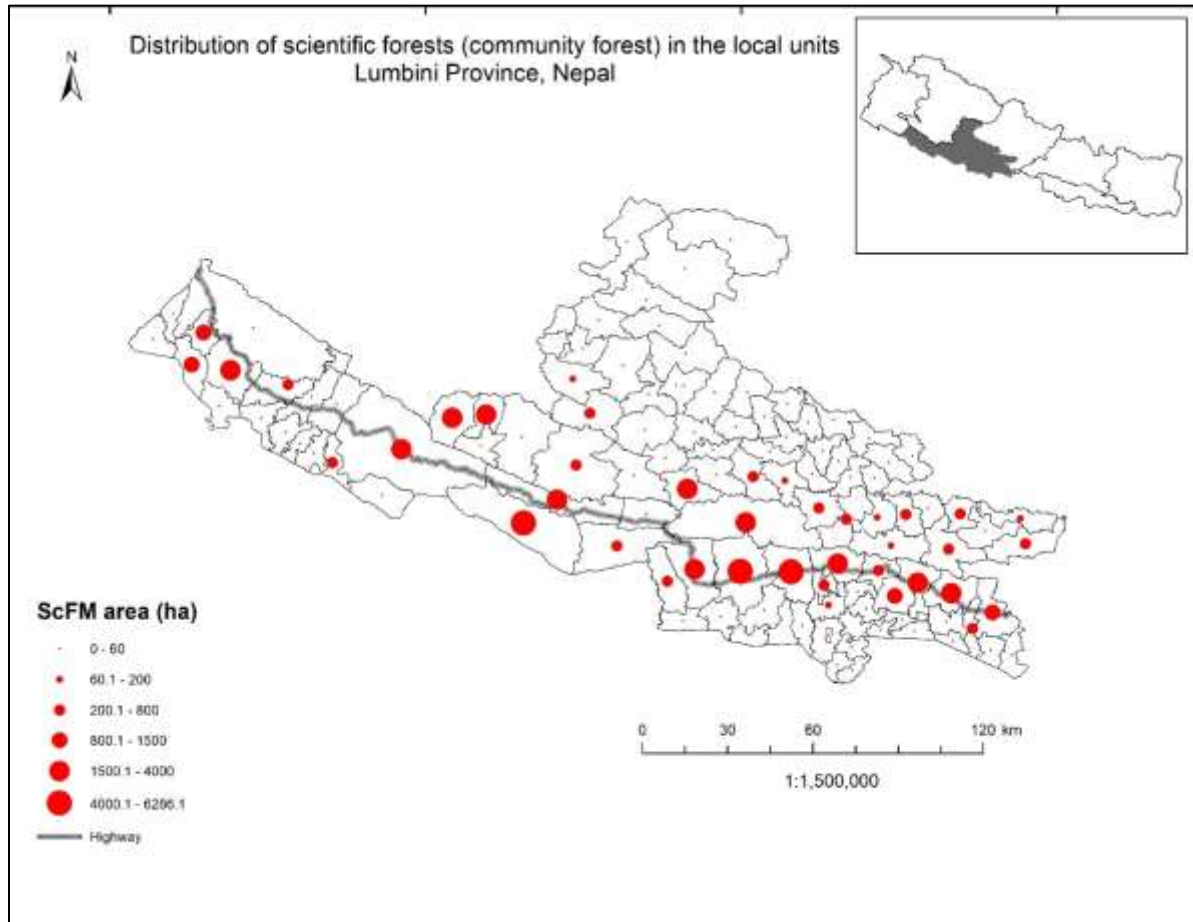 N
Distribution of scientific forests (community forest) in the local units
Lumbini Province, Nepal
ScFM area (ha)
0 - 60
60.1 - 200
200.1 - 800
800.1 - 1500
1500.1 - 4000
4000.1 - 6286.1
Highway
0 30 60 120 km
1:1,500,000